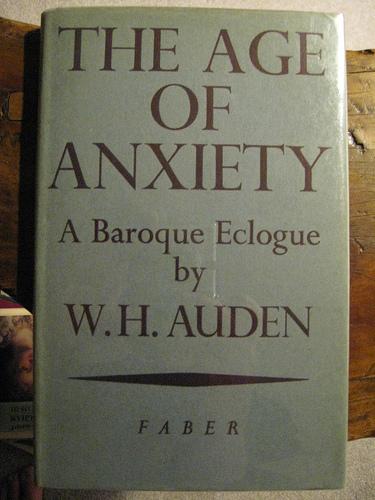 THE AGE
OF
ANXIETY
A Baroque Eclogue
by
W. H. AUDEN
FABER